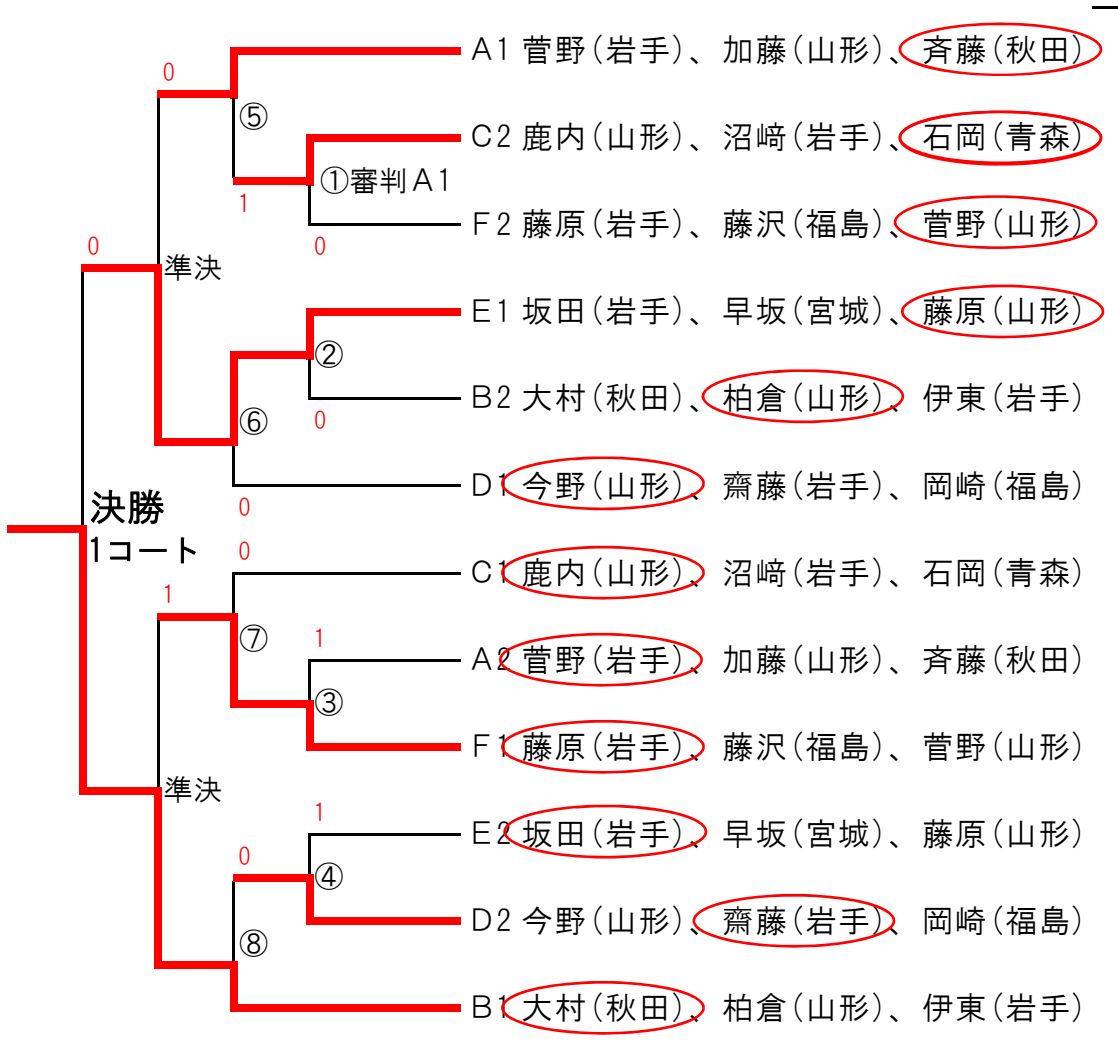 A1 菅野(岩手)、加藤(山形)、斉藤(秋田)
0
⑤
C2 鹿内(山形)、沼﨑(岩手)、石岡(青森)
①審判A1
1
F2 藤原(岩手)、藤沢(福島)、菅野(山形)
0
0
準決
E1 坂田(岩手)、早坂(宮城)、藤原(山形)
②
B2 大村(秋田)、柏倉(山形)、伊東(岩手)
⑥
0
D1 今野(山形)、齋藤(岩手)、岡崎(福島)
0
決勝
1コート
0
C1 鹿内(山形)、沼﨑(岩手)、石岡(青森)
1
⑦
1
A2 菅野(岩手)、加藤(山形)、斉藤(秋田)
③
F1 藤原(岩手)、藤沢(福島)、菅野(山形)
準決
1
E2 坂田(岩手)、早坂(宮城)、藤原(山形)
0
④
D2 今野(山形)、齋藤(岩手)、岡崎(福島)
⑧
B1 大村(秋田)、柏倉(山形)、伊東(岩手)